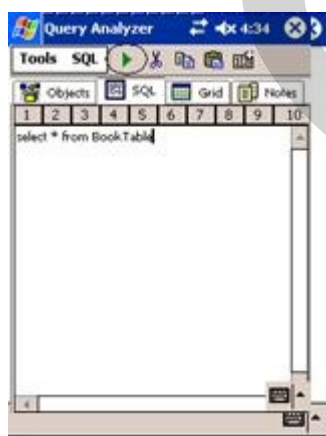 Query Analyzer 4:34
Tools SQL
Objects SQL Grid Notes
1 2 3 4 5 6 7 8 9 10
select * from BookTable